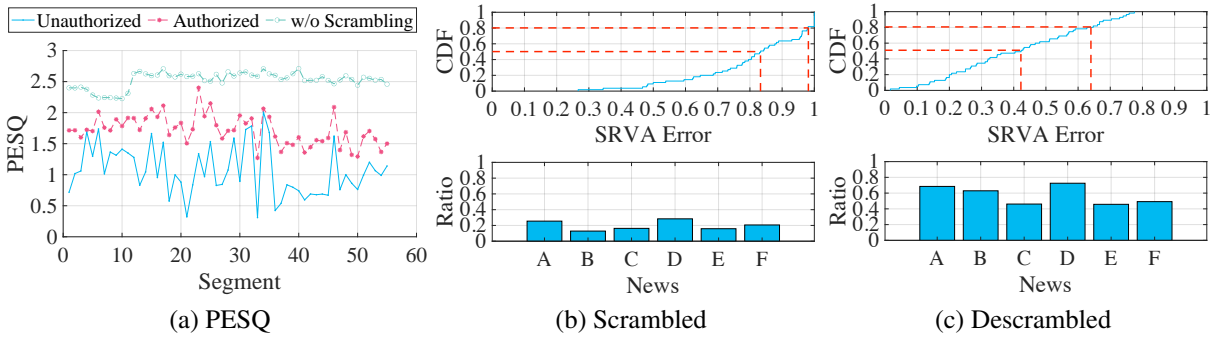 Unauthorized Authorized w/o Scrambling
PESQ
3
2.5
2
1.5
1
0.5
0
0 10 20 30 40 50 60
Segment
(a) PESQ
CDF
1
0.8
0.6
0.4
0.2
0
0 0.1 0.2 0.3 0.4 0.5 0.6 0.7 0.8 0.9 1
SRVA Error
Ratio
1
0.8
0.6
0.4
0.2
0
A B C D E F
News
(b) Scrambled
CDF
1
0.8
0.6
0.4
0.2
0
0 0.1 0.2 0.3 0.4 0.5 0.6 0.7 0.8 0.9 1
SRVA Error
Ratio
1
0.8
0.6
0.4
0.2
0
A B C D E F
News
(c) Descrambled